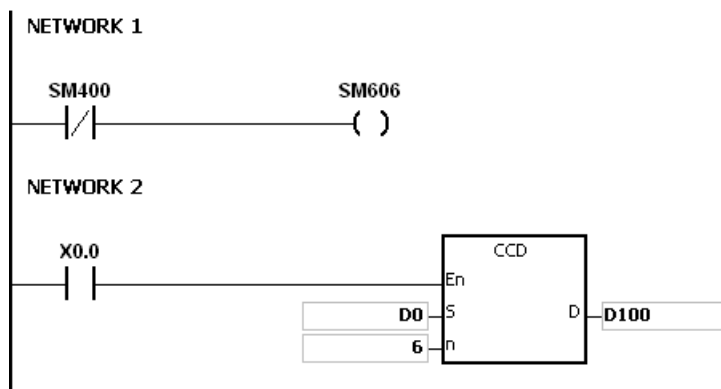 NETWORK 1
SM400 SM606
NETWORK 2
X0.0
CCD
En
D0 S D D100
6 n